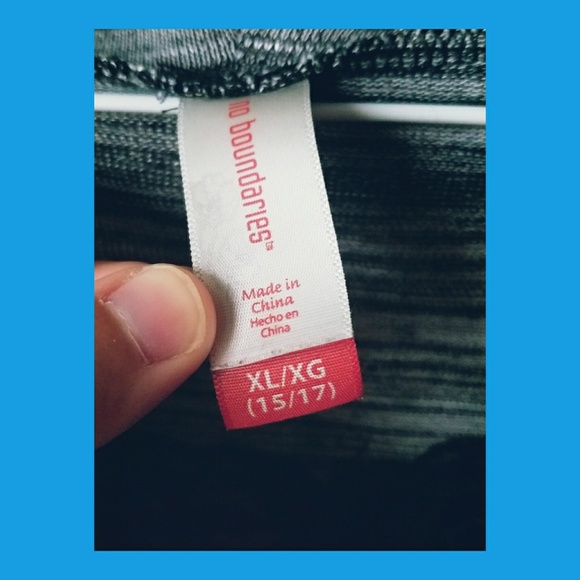 no boundaries
Made in
China
Hecho en
China
XL/XG
(15/17)